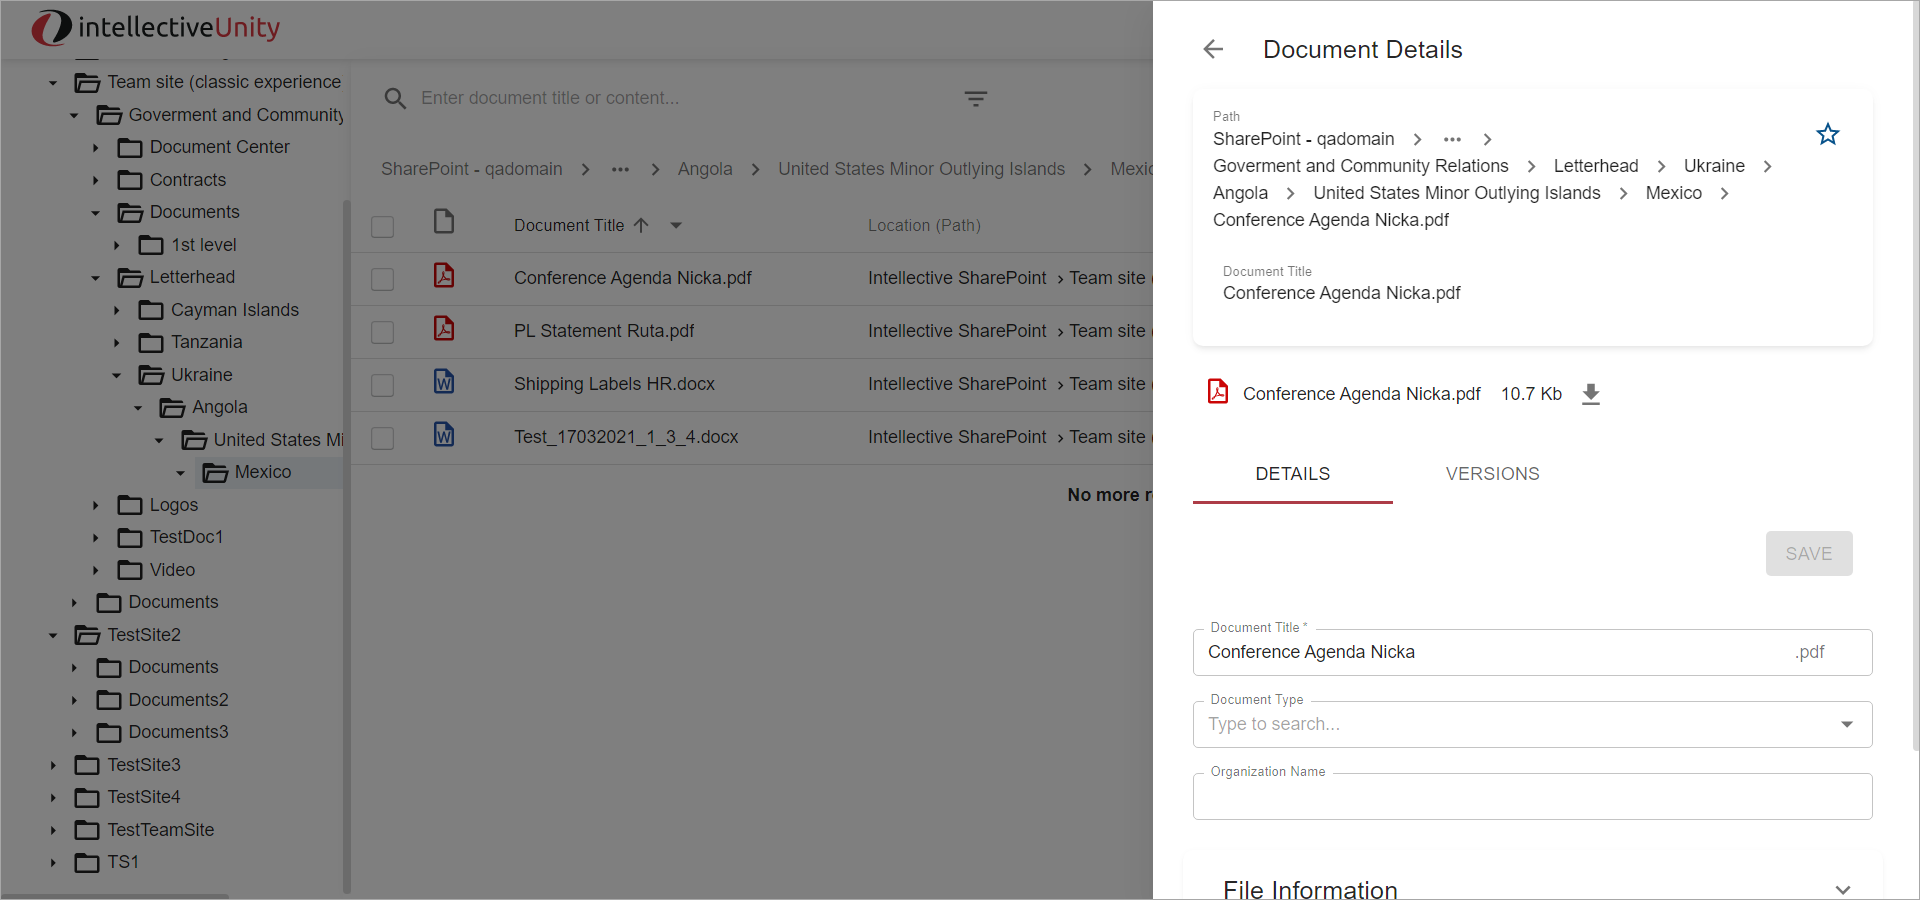 intellectiveUnity
Team site (classic experience
Goverment and Community
Document Center
Contracts
Documents
1st level
Letterhead
Cayman Islands
Tanzania
Ukraine
Angola
United States Mi
Mexico
Logos
TestDoc1
Video
Documents
TestSite2
Documents
Documents2
Documents3
TestSite3
TestSite4
TestTeamSite
TS1
Enter document title or content...
SharePoint - qadomain > ••• > Angola > United States Minor Outlying Islands > Mexic
Document Title Location (Path)
Conference Agenda Nicka.pdf Intellective SharePoint > Team site (
PL Statement Ruta.pdf Intellective SharePoint > Team site (
Shipping Labels HR.docx Intellective SharePoint > Team site (
Test_17032021_1_3_4.docx Intellective SharePoint > Team site (
No more r
Document Details
Path
SharePoint - qadomain > ••• >
Goverment and Community Relations > Letterhead > Ukraine >
Angola > United States Minor Outlying Islands > Mexico >
Conference Agenda Nicka.pdf
Document Title
Conference Agenda Nicka.pdf
Conference Agenda Nicka.pdf 10.7 Kb
DETAILS VERSIONS
SAVE
Document Title *
Conference Agenda Nicka .pdf
Document Type
Type to search...
Organization Name
File Information